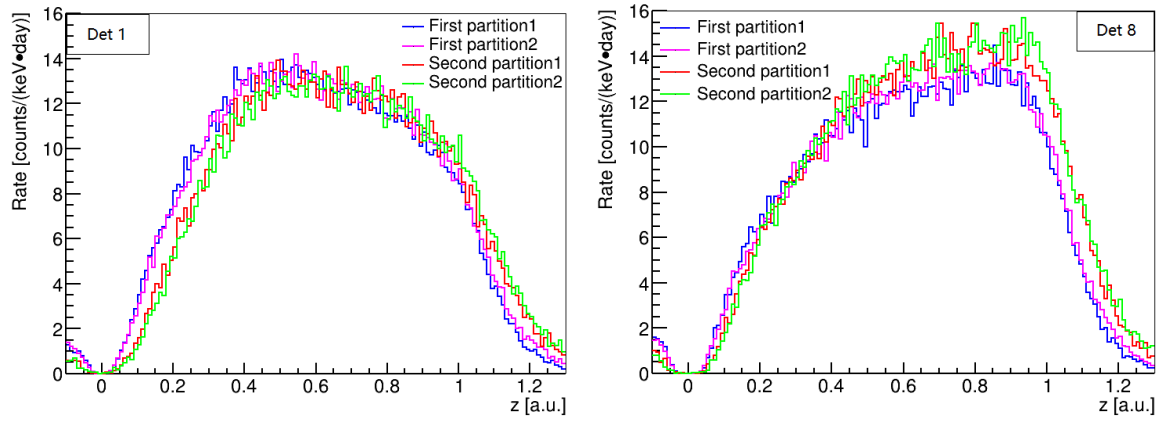 Det 1
First partition1
First partition2
Second partition1
Second partition2
Rate [counts/(keV•day)]
16
14
12
10
8
6
4
2
0
0 0.2 0.4 0.6 0.8 1 1.2
z [a.u.]
Det 8
First partition1
First partition2
Second partition1
Second partition2
Rate [counts/(keV•day)]
16
14
12
10
8
6
4
2
0
0 0.2 0.4 0.6 0.8 1 1.2
z [a.u.]